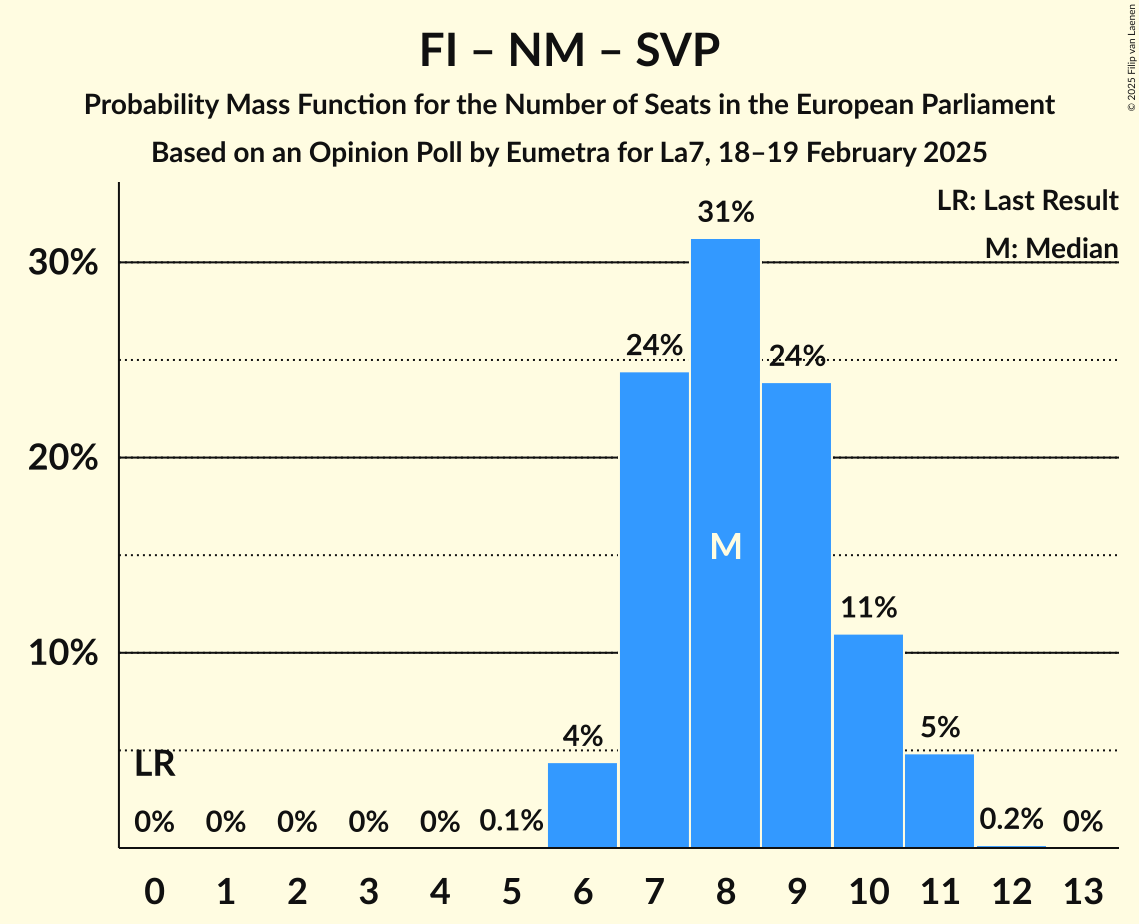 FI – NM – SVP
Probability Mass Function for the Number of Seats in the European Parliament
Based on an Opinion Poll by Eumetra for La7, 18–19 February 2025
© 2025 Filip van Laenen
LR: Last Result
M: Median
30%
20%
10%
31%
24%
24%
M
11%
5%
4%
LR
0%
0%
0%
0%
0%
0.1%
0.2%
0%
0 1 2 3 4 5 6 7 8 9 10 11 12 13